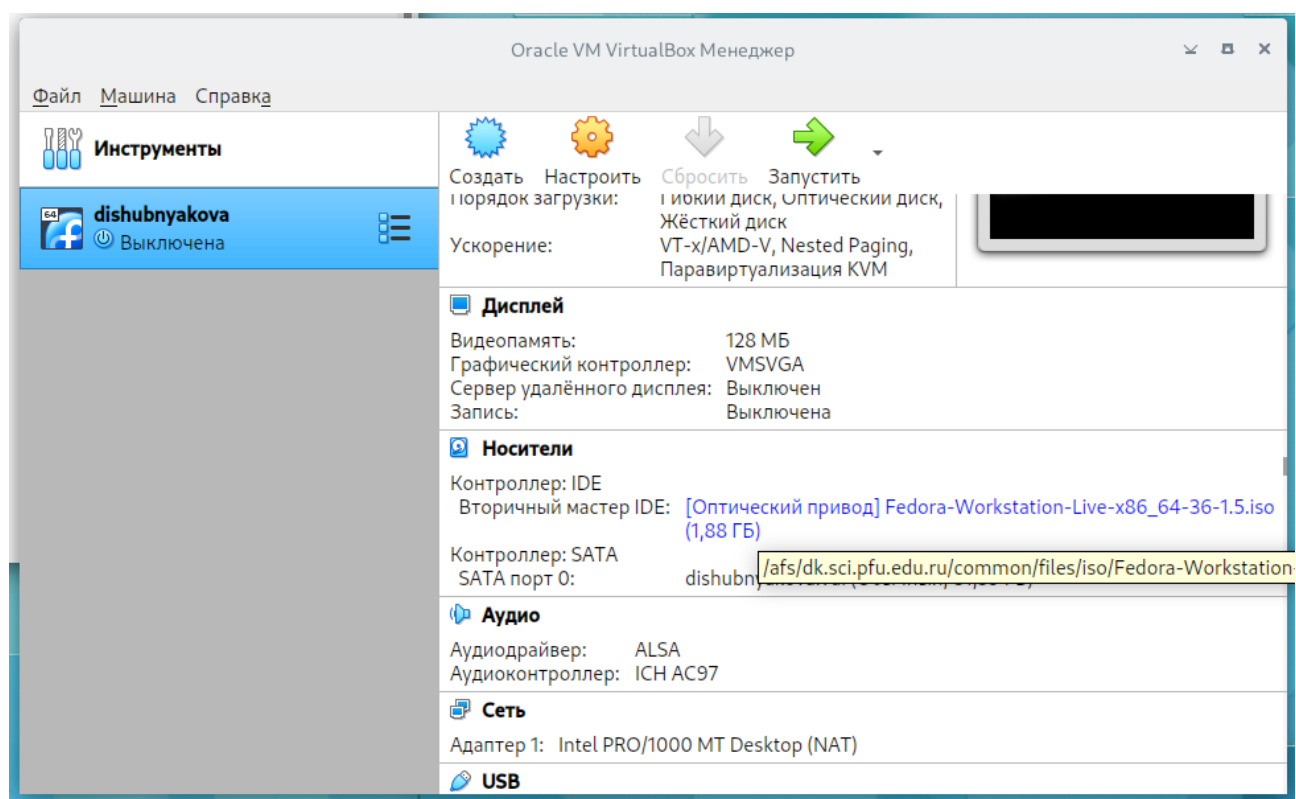 Oracle VM VirtualBox Менеджер
Файл Машина Справка
Инструменты
Создать Настроить Сбросить Запустить
64 dishubnyakova
Выключена
Порядок загрузки: Гибкий диск, Оптический диск,
Жёсткий диск
Ускорение: VT-x/AMD-V, Nested Paging,
Паравиртуализация KVM
Дисплей
Видеопамять: 128 МБ
Графический контроллер: VMSVGA
Сервер удалённого дисплея: Выключен
Запись: Выключена
Носители
Контроллер: IDE
Вторичный мастер IDE: [Оптический привод] Fedora-Workstation-Live-x86_64-36-1.5.iso
(1,88 ГБ)
Контроллер: SATA
/afs/dk.sci.pfu.edu.ru/common/files/iso/Fedora-Workstation-
SATA порт 0:
Аудио
Аудиодрайвер: ALSA
Аудиоконтроллер: ICH AC97
Сеть
Адаптер 1: Intel PRO/1000 MT Desktop (NAT)
USB